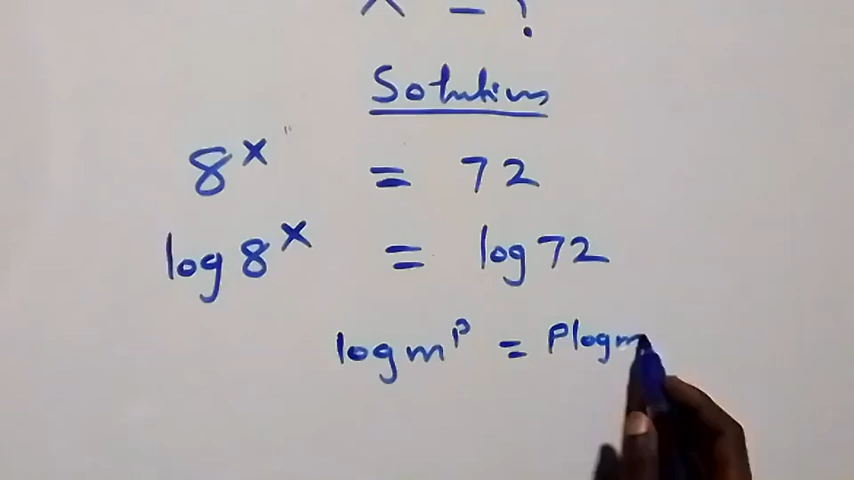 x = ?
Solution
8^x = 72
log 8^x = log 72
log m^p = p log m